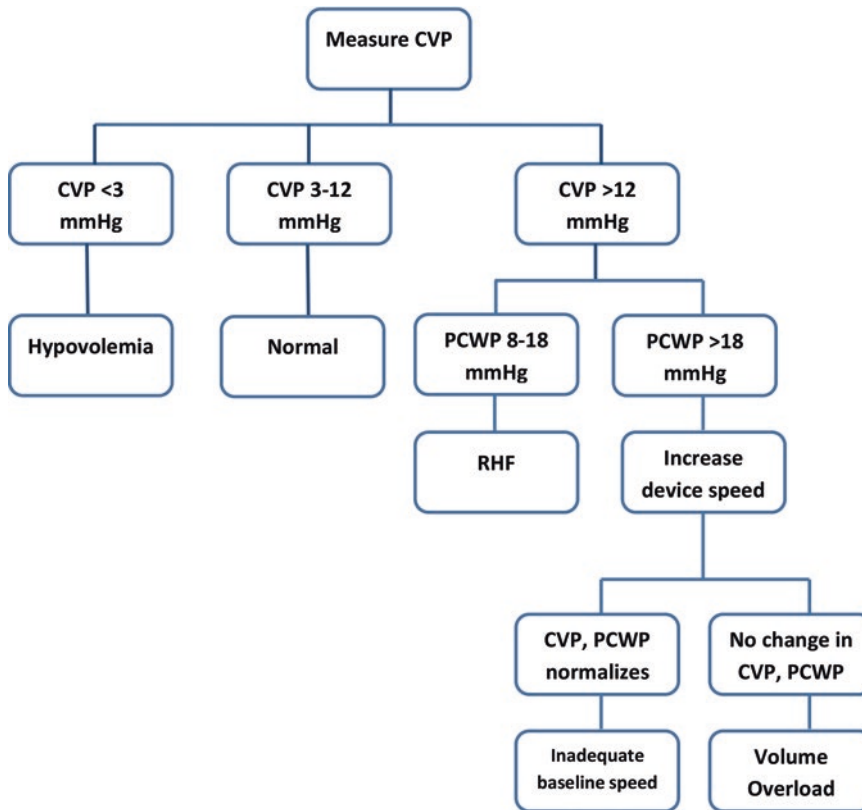 Measure CVP
CVP <3
mmHg
CVP 3-12
mmHg
CVP >12
mmHg
Hypovolemia
Normal
PCWP 8-18
mmHg
PCWP >18
mmHg
RHF
Increase
device speed
CVP, PCWP
normalizes
No change in
CVP, PCWP
Inadequate
baseline speed
Volume
Overload